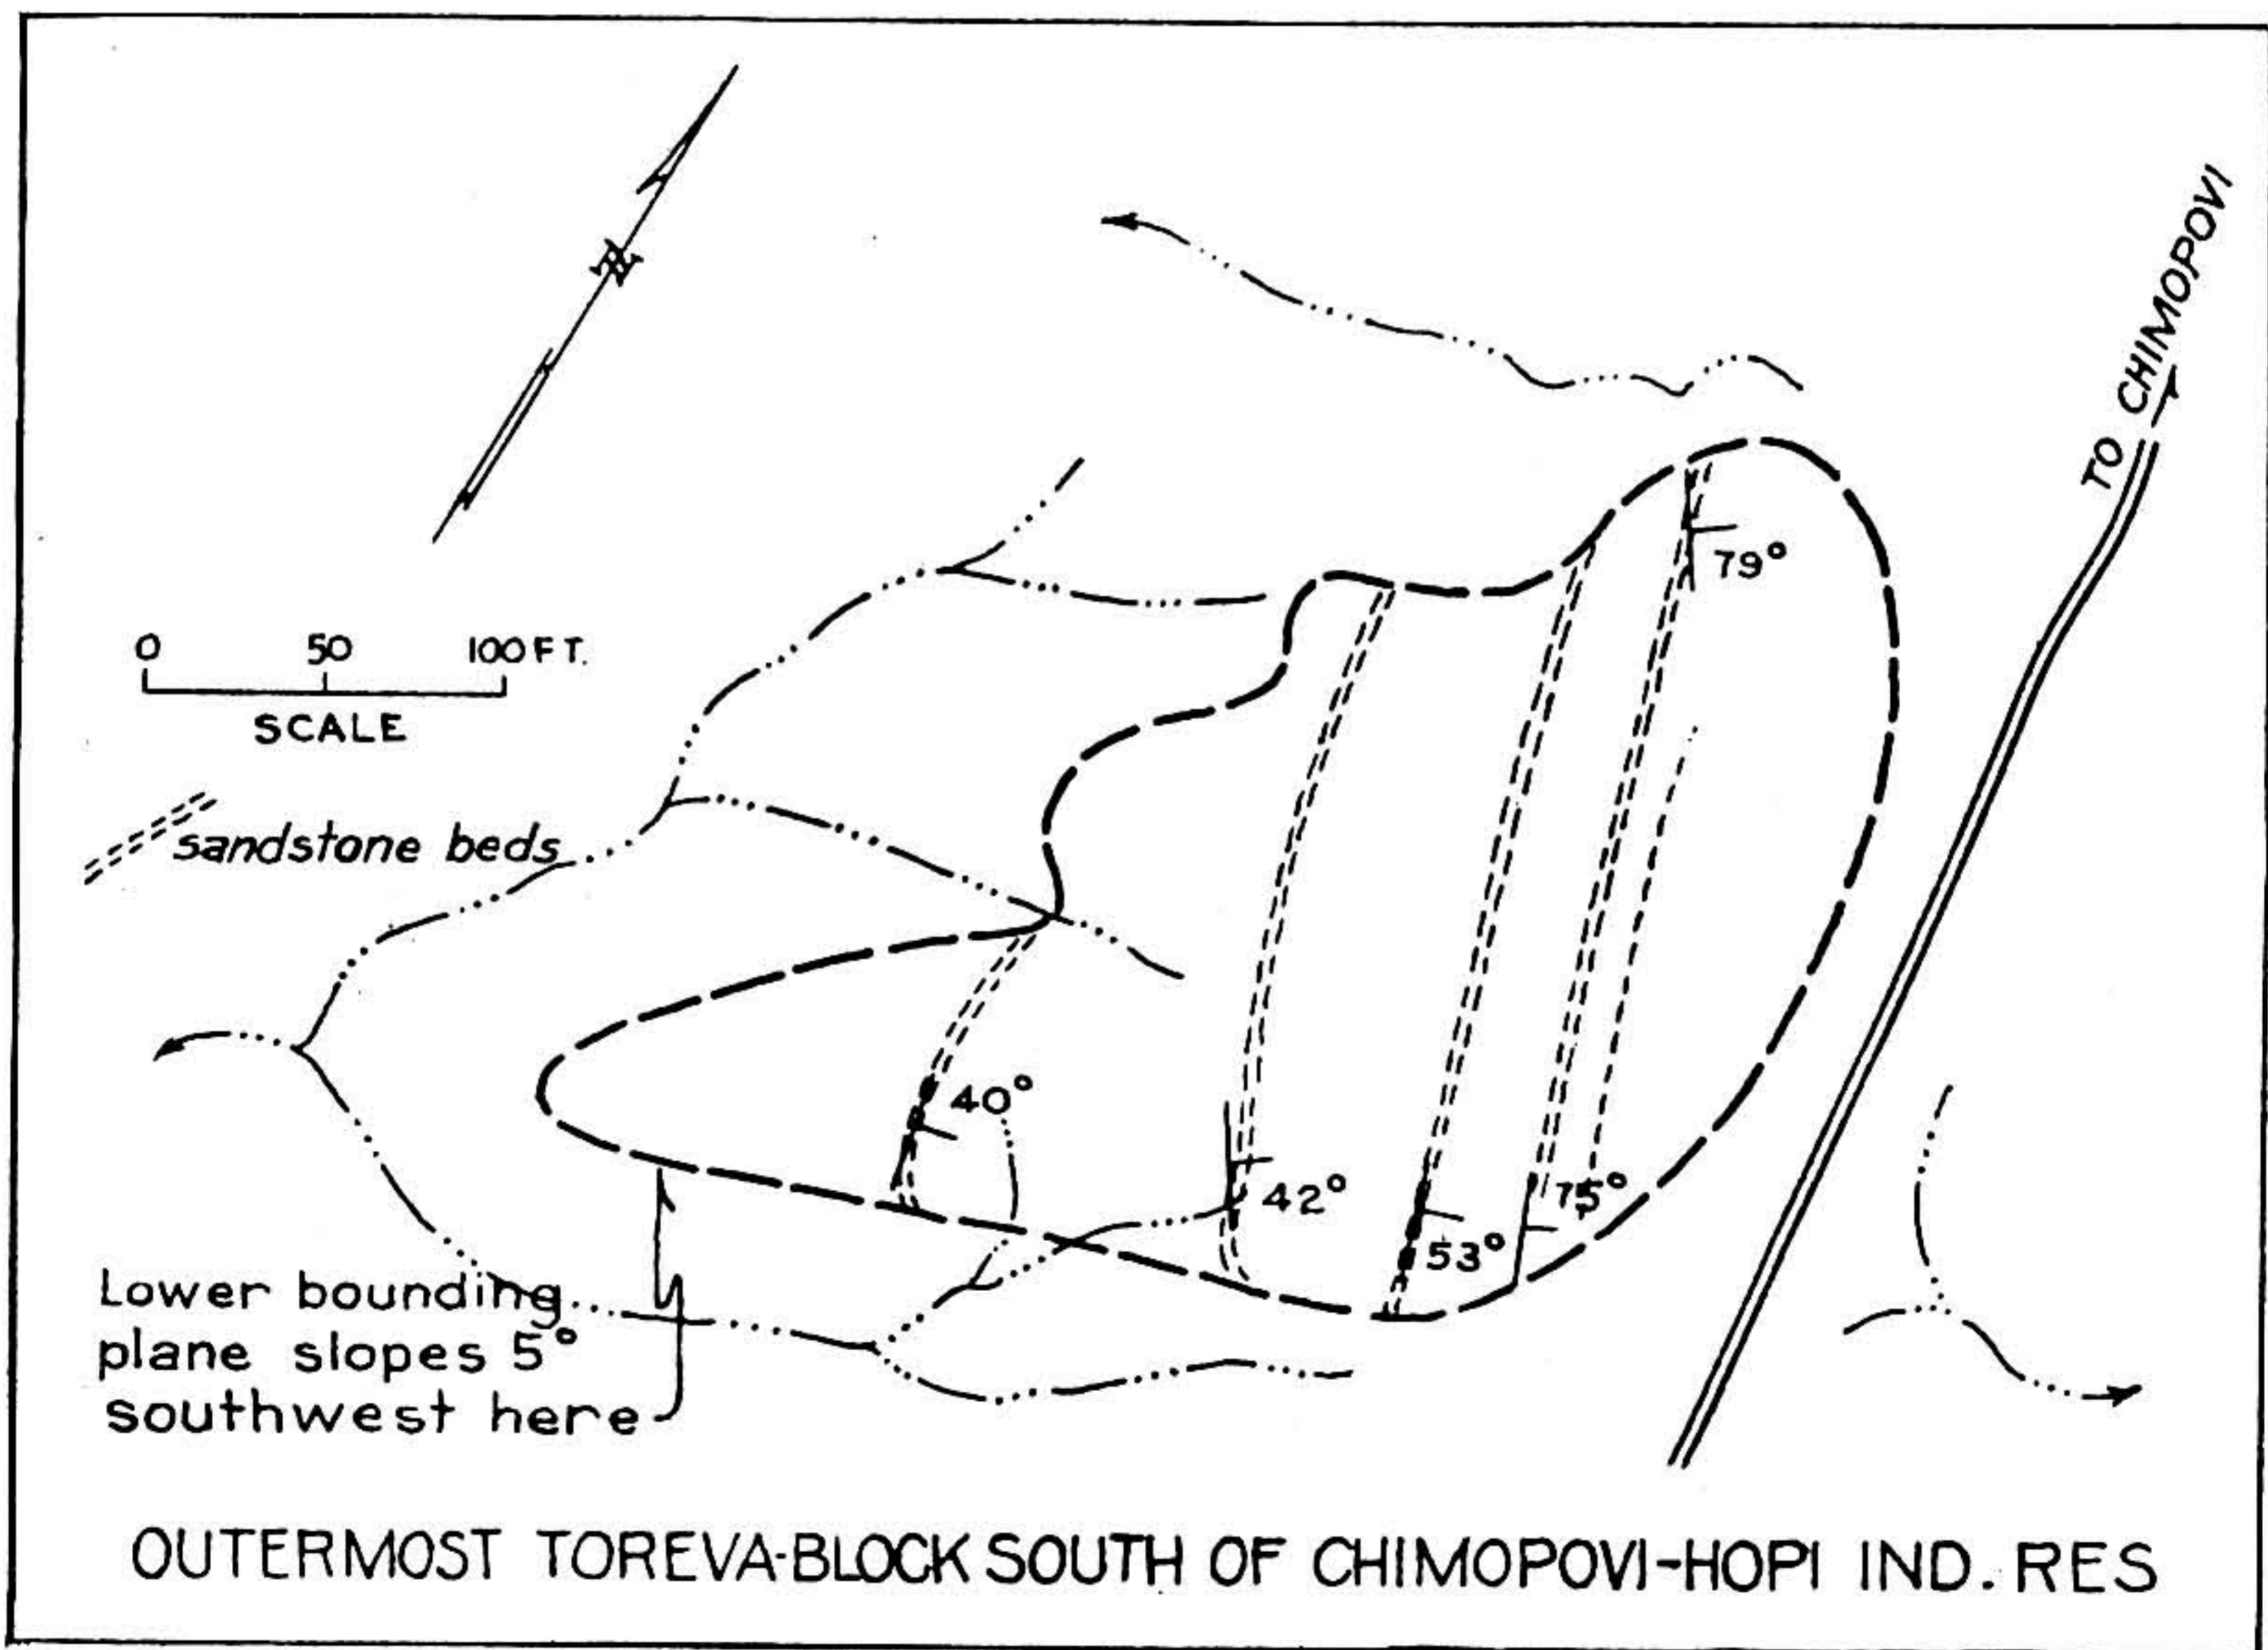 N
TO CHIMOPOVI
79°
0 50 100 FT.
SCALE
sandstone beds
40°
42°
75°
53°
Lower bounding
plane slopes 5°
southwest here
OUTERMOST TOREVA-BLOCK SOUTH OF CHIMOPOVI-HOPI IND. RES